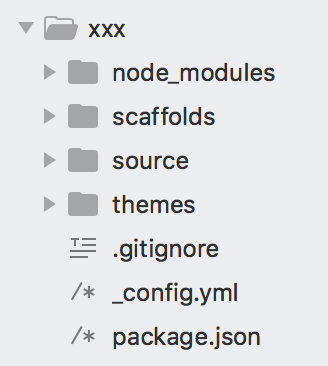 xxx
node_modules
scaffolds
source
themes
.gitignore
/* _config.yml
/* package.json